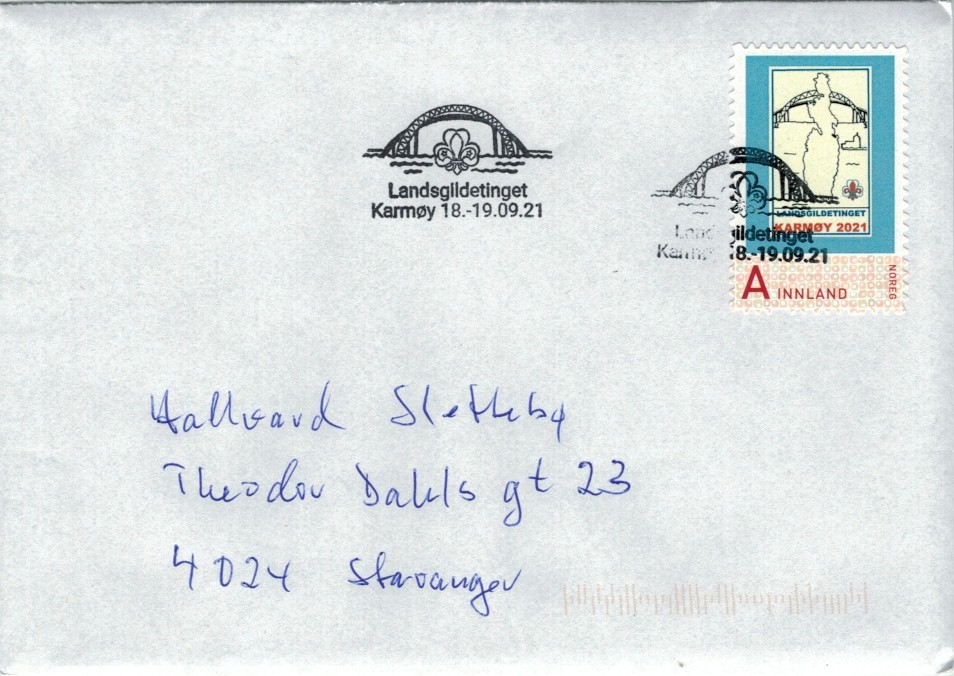 Landsgildetinget
Karmøy 18.-19.09.21
Landsgildetinget
Karmøy 18.-19.09.21
LANDSGILDETINGET
KARMØY 2021
A INNLAND
NOREG
Hallvard Slettebø
Theodor Dahls gt 23
4024 Stavanger